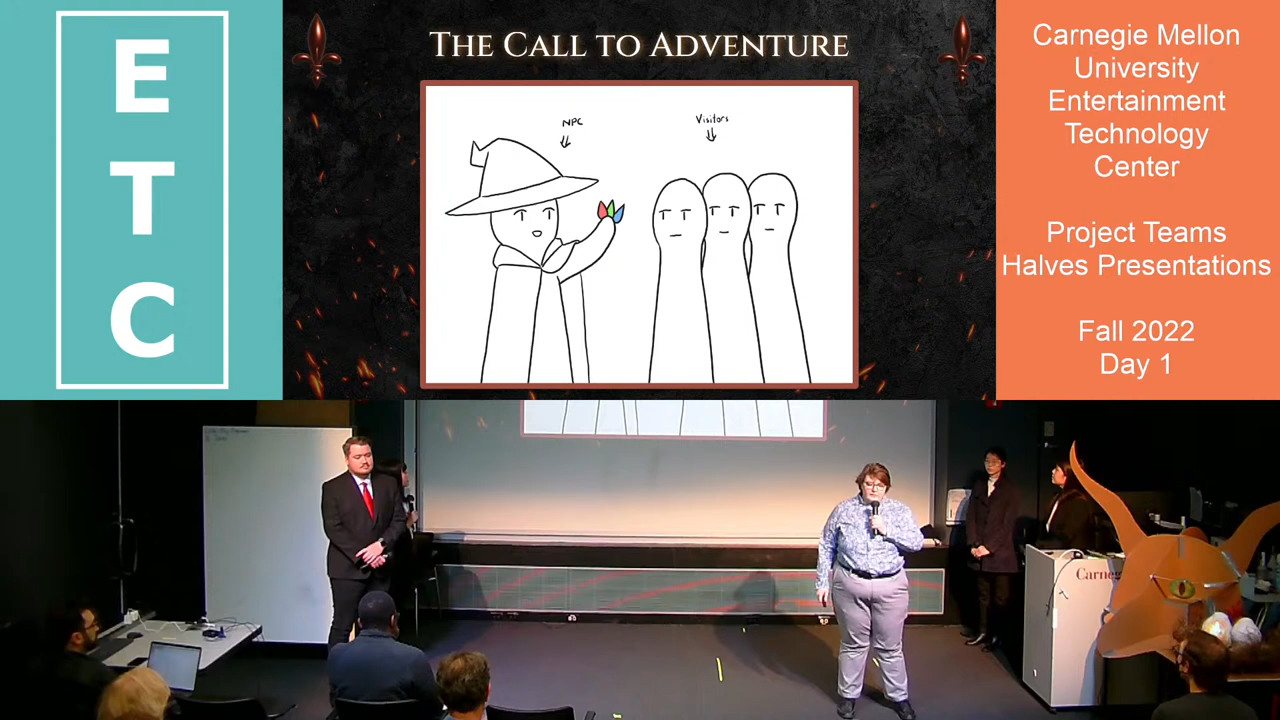 E
T
C
THE CALL TO ADVENTURE
NPC
Visitors
Carnegie Mellon
University
Entertainment
Technology
Center
Project Teams
Halves Presentations
Fall 2022
Day 1
Carneg